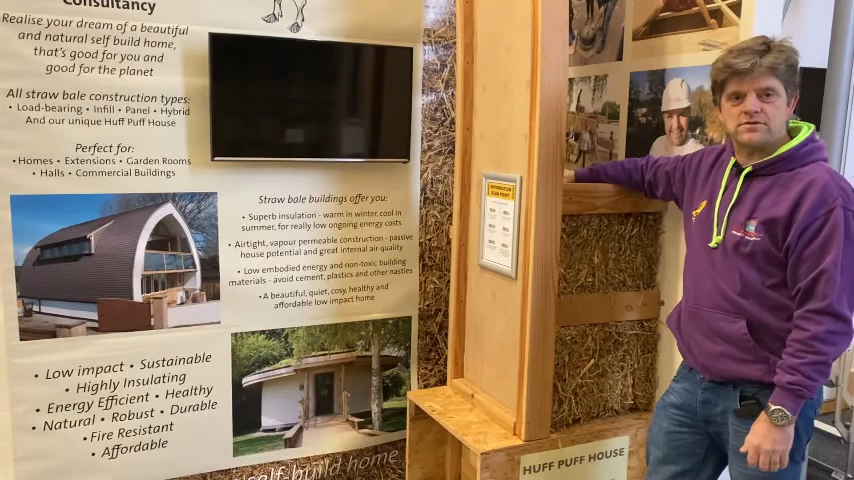 Consultancy
Realise your dream of a beautiful
and natural self build home,
that's good for you and
good for the planet
All straw bale construction types:
• Load-bearing • Infill • Panel • Hybrid
And our unique Huff Puff House
Perfect for:
• Homes • Extensions • Garden Rooms
• Halls • Commercial Buildings
Straw bale buildings offer you:
• Superb insulation - warm in winter, cool in
summer, for really low ongoing energy costs
• Airtight, vapour permeable construction - passive
house potential and great internal air quality
• Low embodied energy and non-toxic building
materials - avoid cement, plastics and other nasties
• A beautiful, quiet, cosy, healthy and
affordable low impact home
• Low impact • Sustainable
• Highly Insulating
• Energy Efficient • Healthy
• Natural • Robust • Durable
• Fire Resistant
• Affordable
self-build home
INFORMATION
SCAN POINT
HUFF PUFF HOUSE